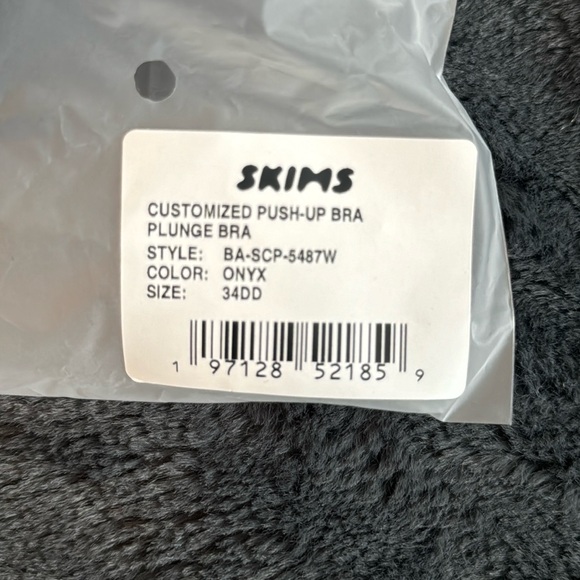 SKIMS
CUSTOMIZED PUSH-UP BRA
PLUNGE BRA
STYLE: BA-SCP-5487W
COLOR: ONYX
SIZE: 34DD
1 97128 52185 9